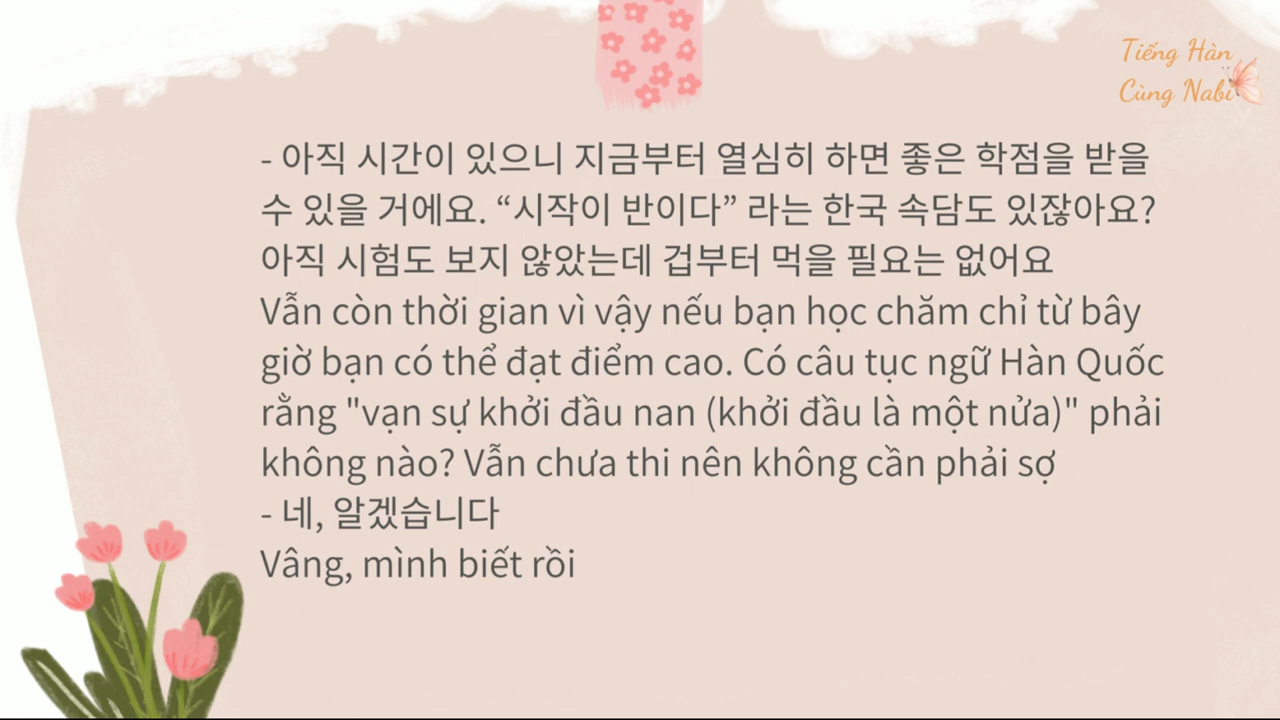 Tiếng Hàn
Cùng Nabi
- 아직 시간이 있으니 지금부터 열심히 하면 좋은 학점을 받을
수 있을 거에요. “시작이 반이다” 라는 한국 속담도 있잖아요?
아직 시험도 보지 않았는데 겁부터 먹을 필요는 없어요
Vẫn còn thời gian vì vậy nếu bạn học chăm chỉ từ bây
giờ bạn có thể đạt điểm cao. Có câu tục ngữ Hàn Quốc
rằng "vạn sự khởi đầu nan (khởi đầu là một nửa)" phải
không nào? Vẫn chưa thi nên không cần phải sợ
- 네, 알겠습니다
Vâng, mình biết rồi